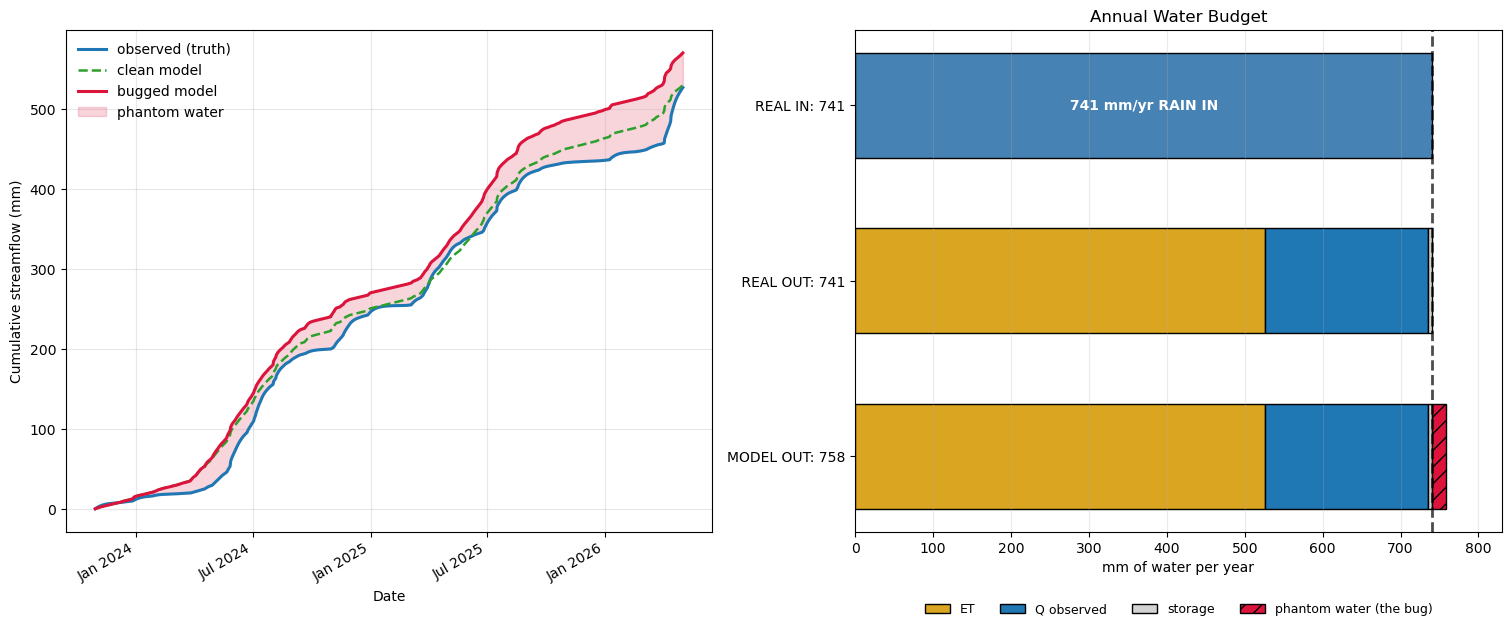 observed (truth)
clean model
bugged model
phantom water
Cumulative streamflow (mm)
500
400
300
200
100
0
Jan 2024
Jul 2024
Jan 2025
Jul 2025
Jan 2026
Date
Annual Water Budget
REAL IN: 741
741 mm/yr RAIN IN
REAL OUT: 741
MODEL OUT: 758
0 100 200 300 400 500 600 700 800
mm of water per year
ET Q observed storage phantom water (the bug)